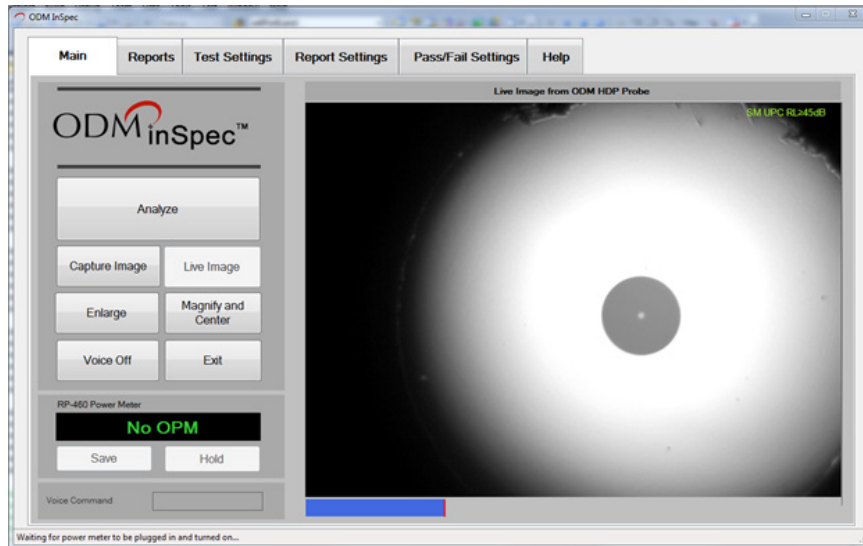 ODM InSpec
Main Reports Test Settings Report Settings Pass/Fail Settings Help
Live Image from ODM HDP Probe
SM UPC RL≥45dB
ODM inSpec™
Analyze
Capture Image Live Image
Enlarge Magnify and Center
Voice Off Exit
RP-460 Power Meter
No OPM
Save Hold
Voice Command
Waiting for power meter to be plugged in and turned on...